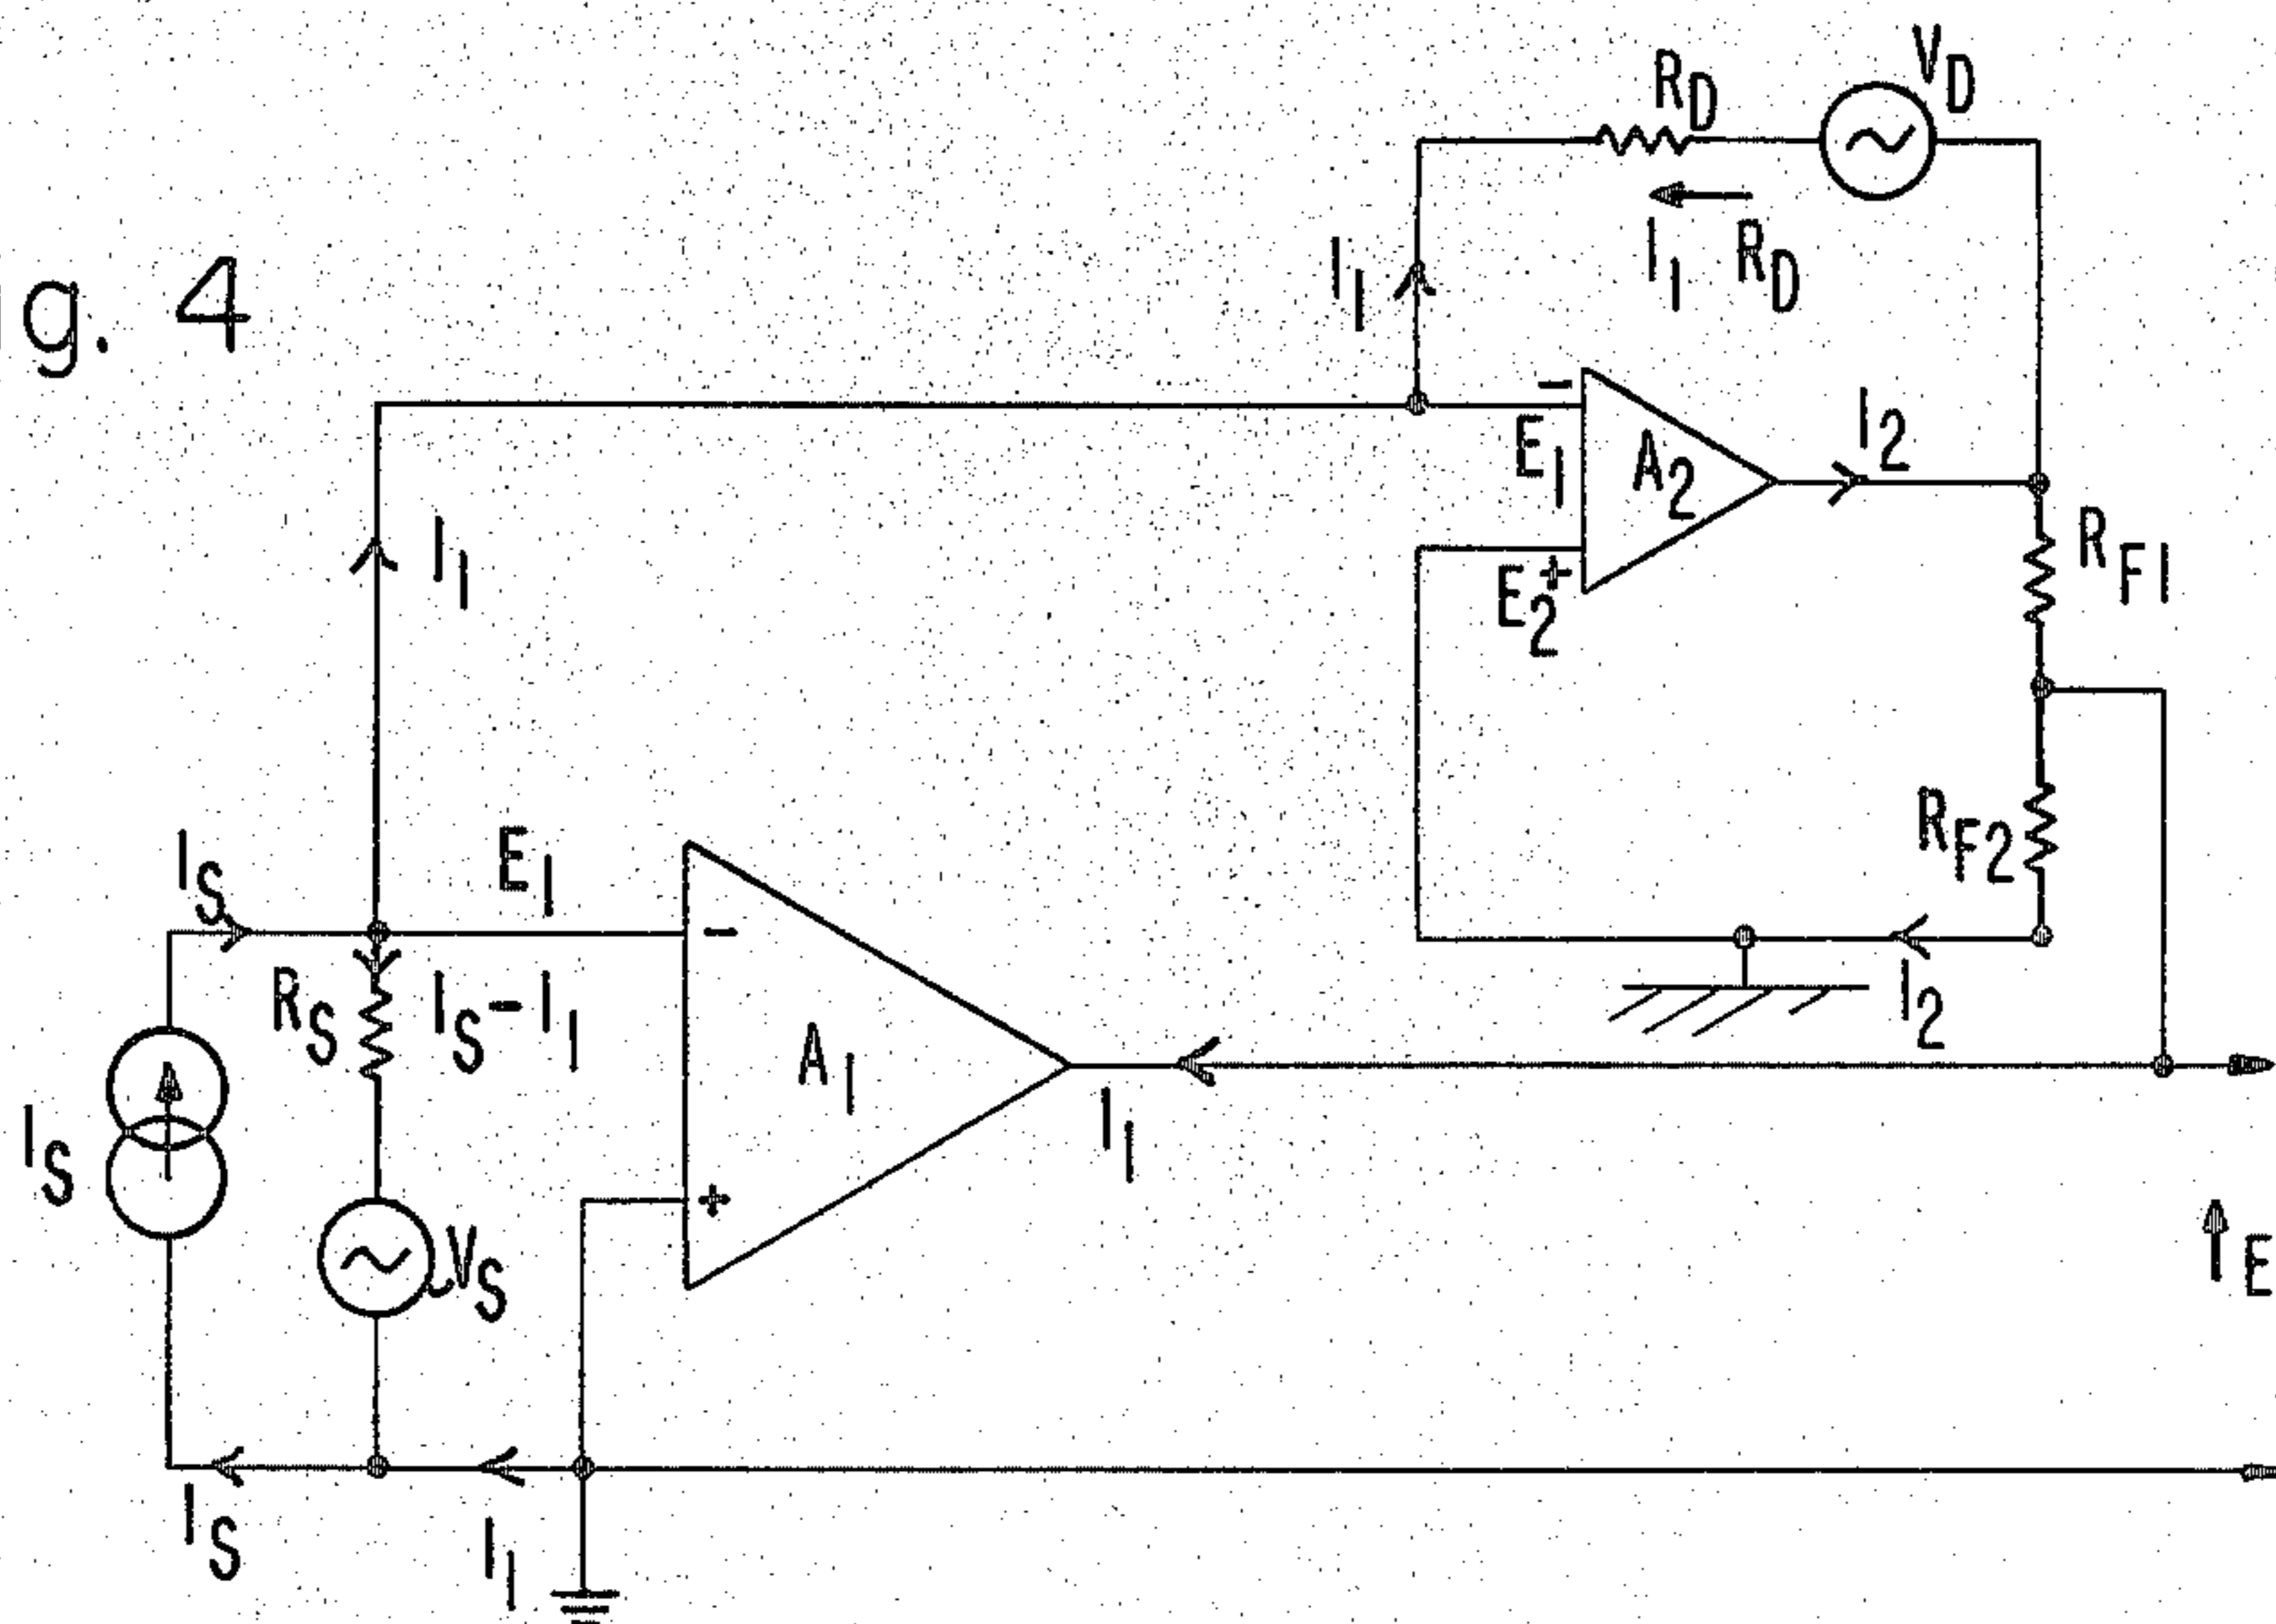 g. 4
R_D
V_D
I_1
I_1 R_D
-
E_1
A_2
I_2
+
E_2
R_F1
I_1
R_F2
I_S
E_1
-
R_S
I_S-I_1
A_1
I_2
I_1
I_S
+
V_S
E
I_S
I_1